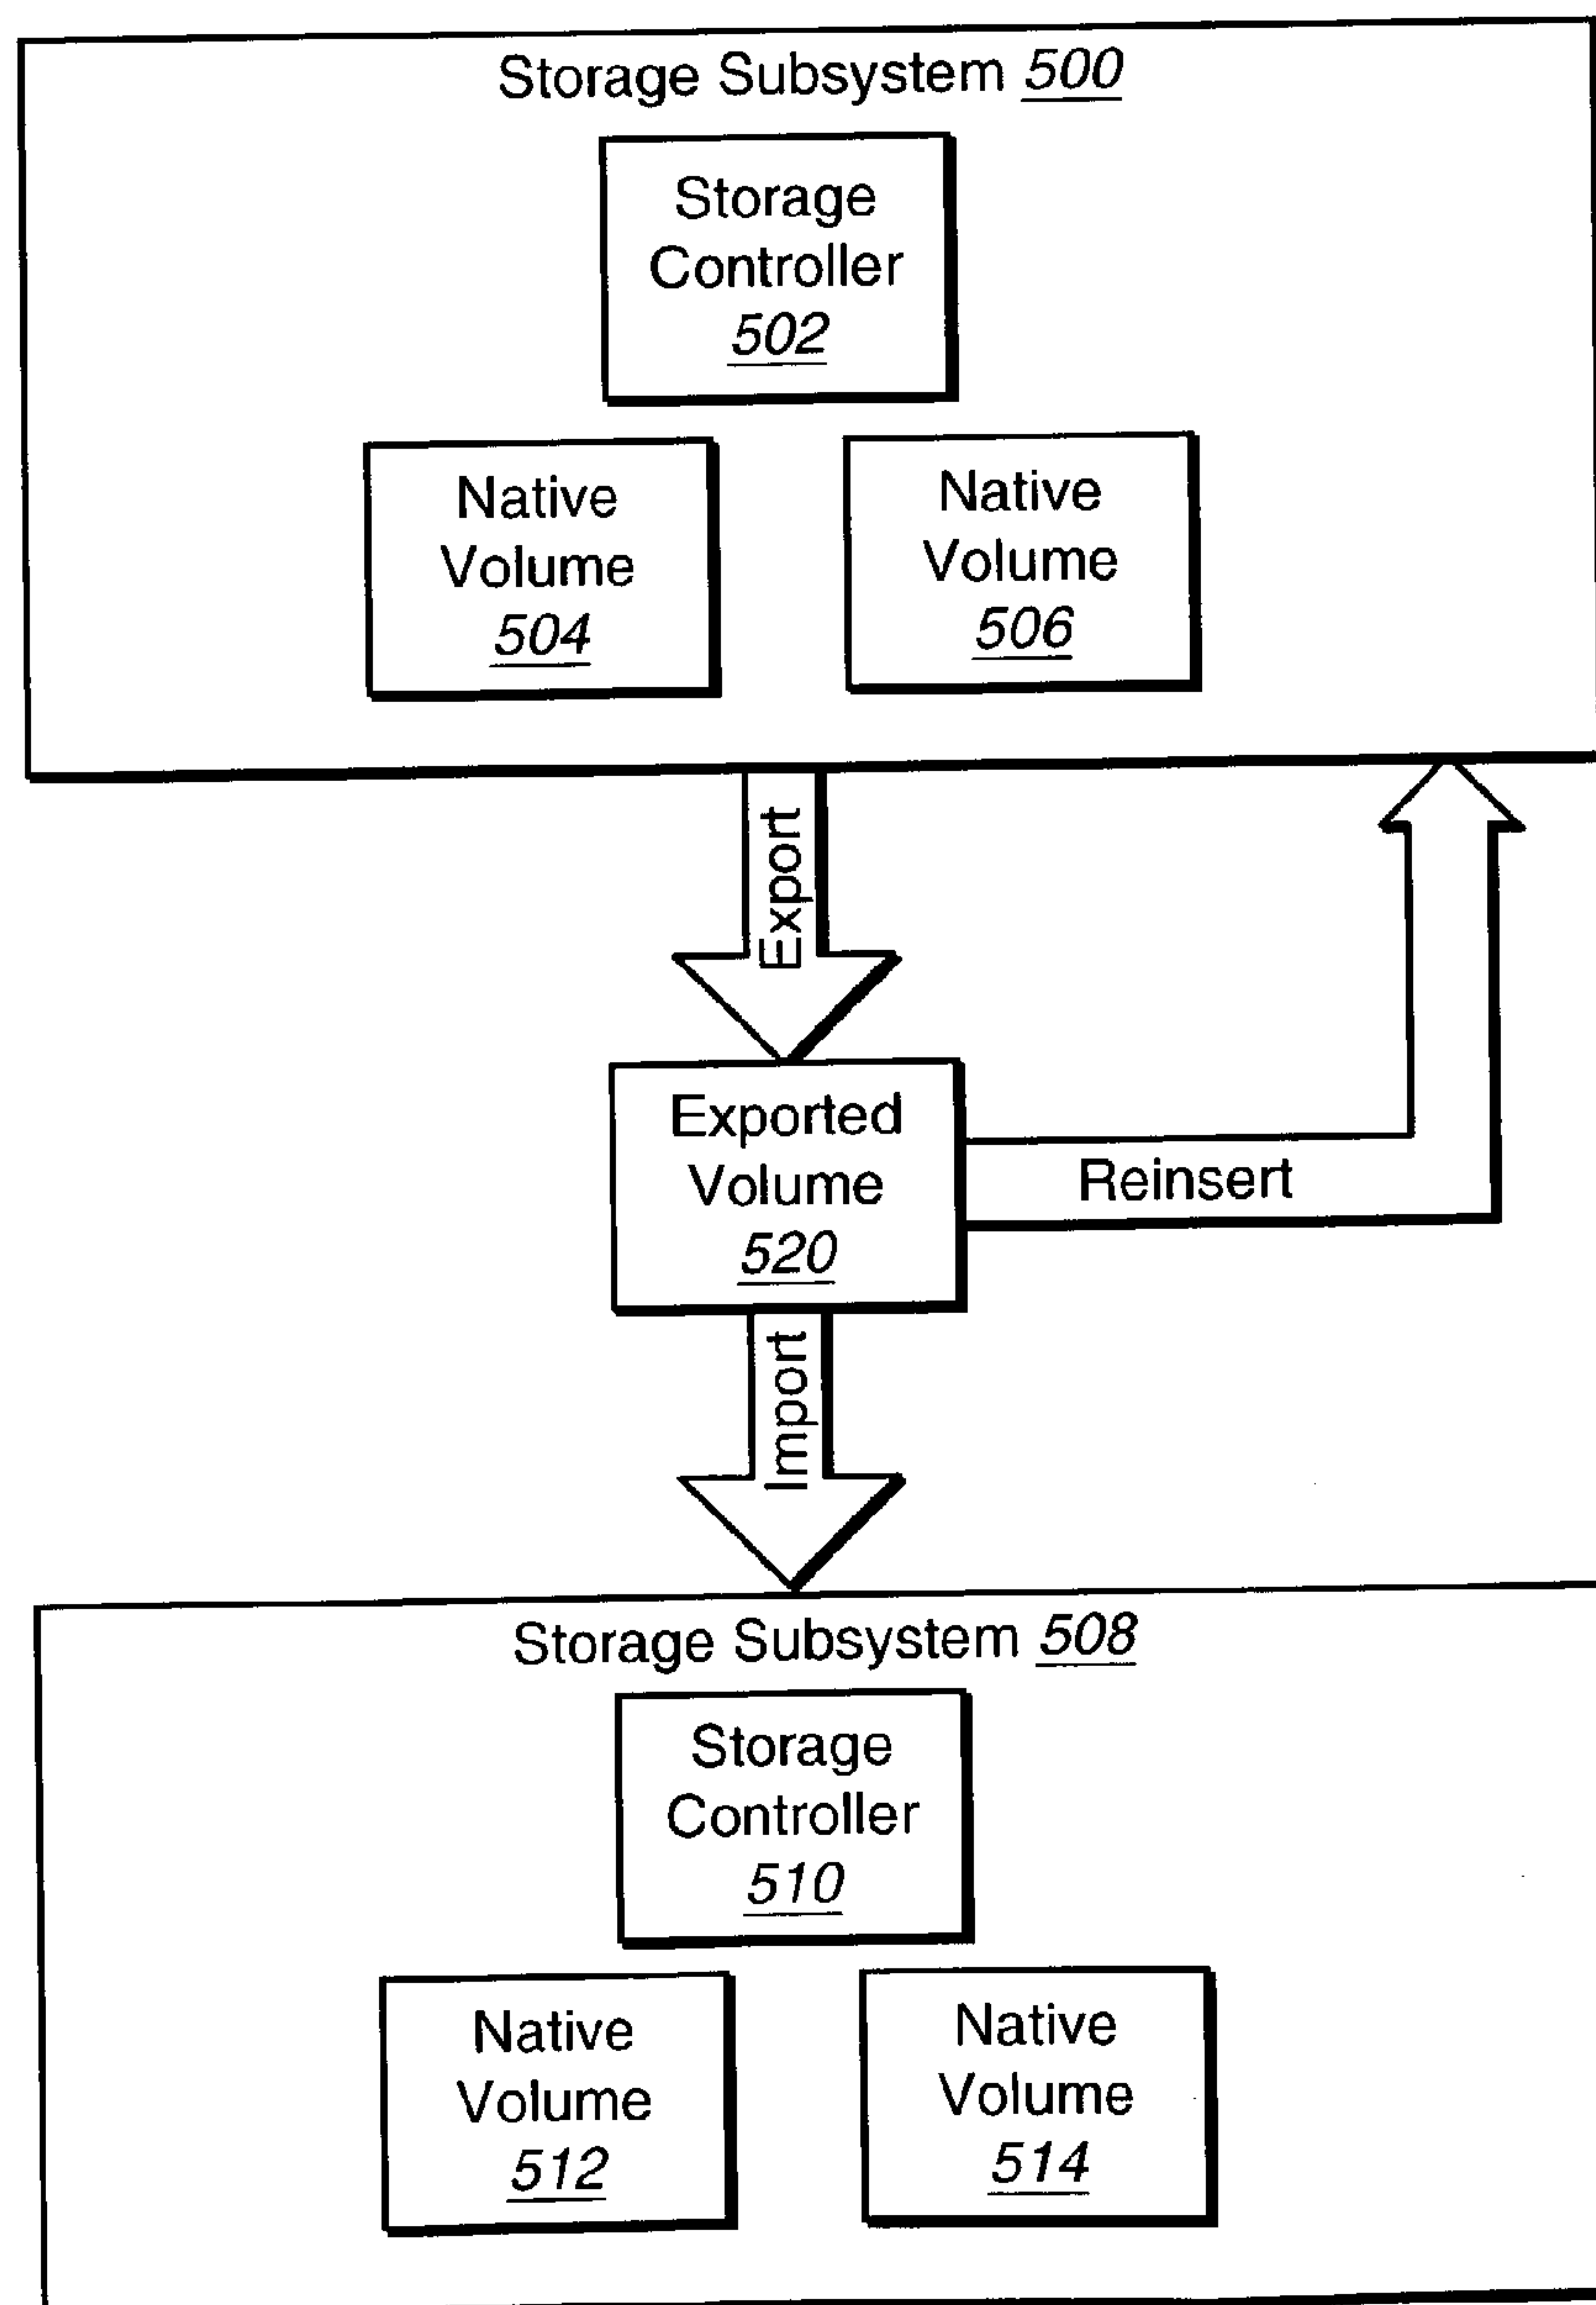 Storage Subsystem 500
Storage
Controller
502
Native
Volume
504
Native
Volume
506
Export
Exported
Volume
520
Reinsert
Import
Storage Subsystem 508
Storage
Controller
510
Native
Volume
512
Native
Volume
514